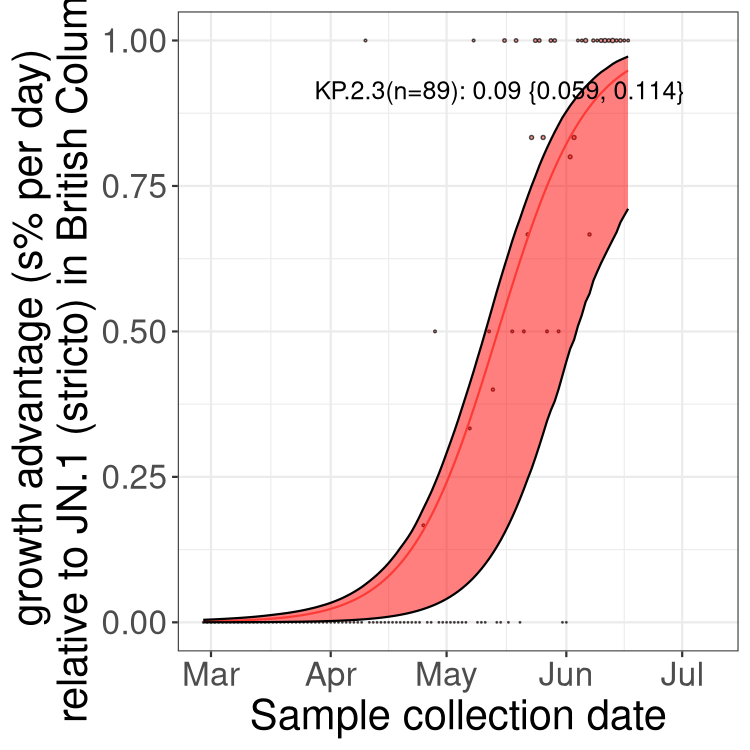 growth advantage (s% per day)
relative to JN.1 (stricto) in British Colum
1.00
0.75
0.50
0.25
0.00
KP.2.3(n=89): 0.09 {0.059, 0.114}
Mar Apr May Jun Jul
Sample collection date